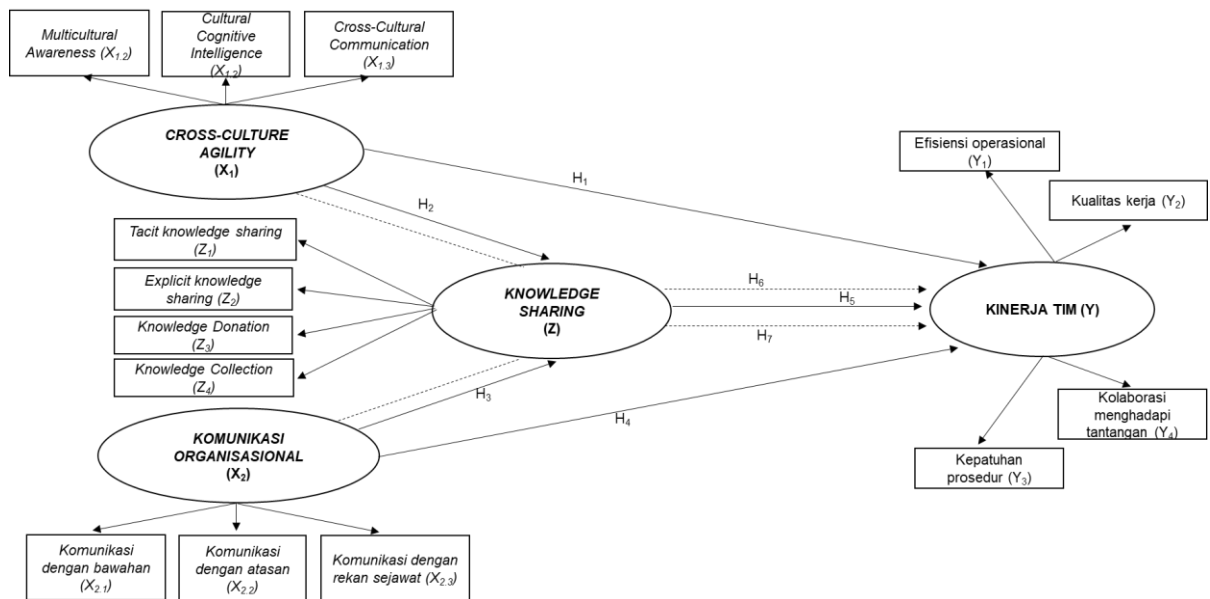 Multicultural
Awareness (X1.2)
Cultural
Cognitive
Intelligence
(X1.2)
Cross-Cultural
Communication
(X1.3)
CROSS-CULTURE
AGILITY
(X1)
H1
H2
Efisiensi operasional
(Y1)
Kualitas kerja (Y2)
Tacit knowledge sharing
(Z1)
Explicit knowledge
sharing (Z2)
Knowledge Donation
(Z3)
Knowledge Collection
(Z4)
KNOWLEDGE
SHARING
(Z)
H6
H5
H7
KINERJA TIM (Y)
H3
H4
KOMUNIKASI
ORGANISASIONAL
(X2)
Kolaborasi
menghadapi
tantangan (Y4)
Kepatuhan
prosedur (Y3)
Komunikasi
dengan bawahan
(X2.1)
Komunikasi
dengan atasan
(X2.2)
Komunikasi dengan
rekan sejawat (X2.3)